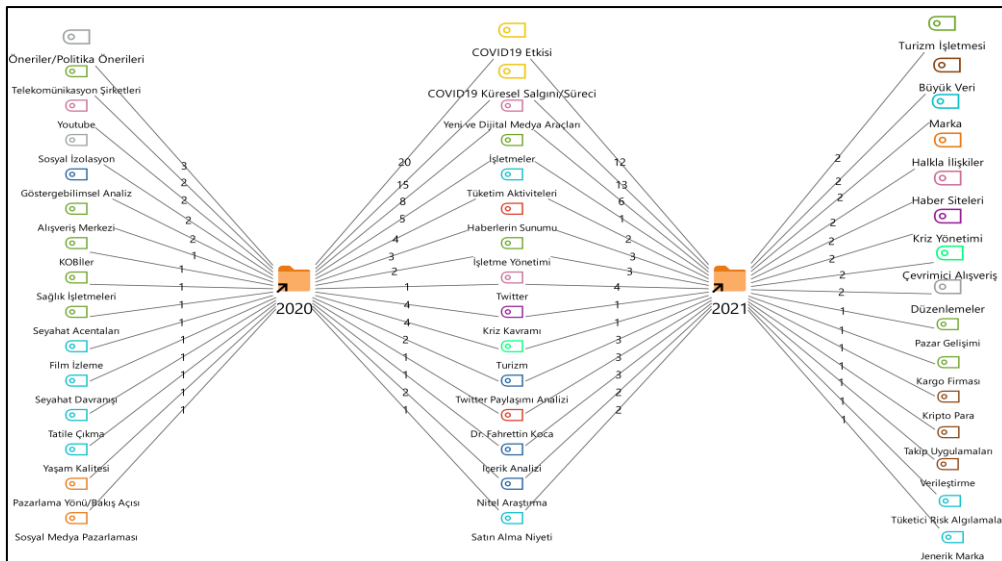 COVID19 Etkisi
Turizm İşletmesi
Öneriler/Politika Önerileri
Telekomünikasyon Şirketleri
COVID19 Küresel Salgını/Süreci
Büyük Veri
Youtube
Yeni ve Dijital Medya Araçları
Marka
Sosyal İzolasyon
İşletmeler
Halkla İlişkiler
Göstergebilimsel Analiz
Tüketim Aktiviteleri
Haber Siteleri
Alışveriş Merkezi
Haberlerin Sunumu
Kriz Yönetimi
KOBİler
İşletme Yönetimi
Çevrimiçi Alışveriş
Sağlık İşletmeleri
Twitter
Düzenlemeler
Seyahat Acentaları
Kriz Kavramı
Pazar Gelişimi
Film İzleme
Turizm
Kargo Firması
Seyahat Davranışı
Twitter Paylaşımı Analizi
Kripto Para
Tatile Çıkma
Dr. Fahrettin Koca
Takip Uygulamaları
Yaşam Kalitesi
İçerik Analizi
Verileştirme
Pazarlama Yönü/Bakış Açısı
Nitel Araştırma
Tüketici Risk Algılamala
Sosyal Medya Pazarlaması
Satın Alma Niyeti
Jenerik Marka
2020
2021
3
2
2
2
2
1
1
1
1
1
1
1
1
1
20
15
8
5
4
3
2
1
4
2
1
1
2
1
12
13
6
1
2
3
4
1
3
3
3
2
2
2
2
2
2
2
2
2
1
1
1
1
1
1
1